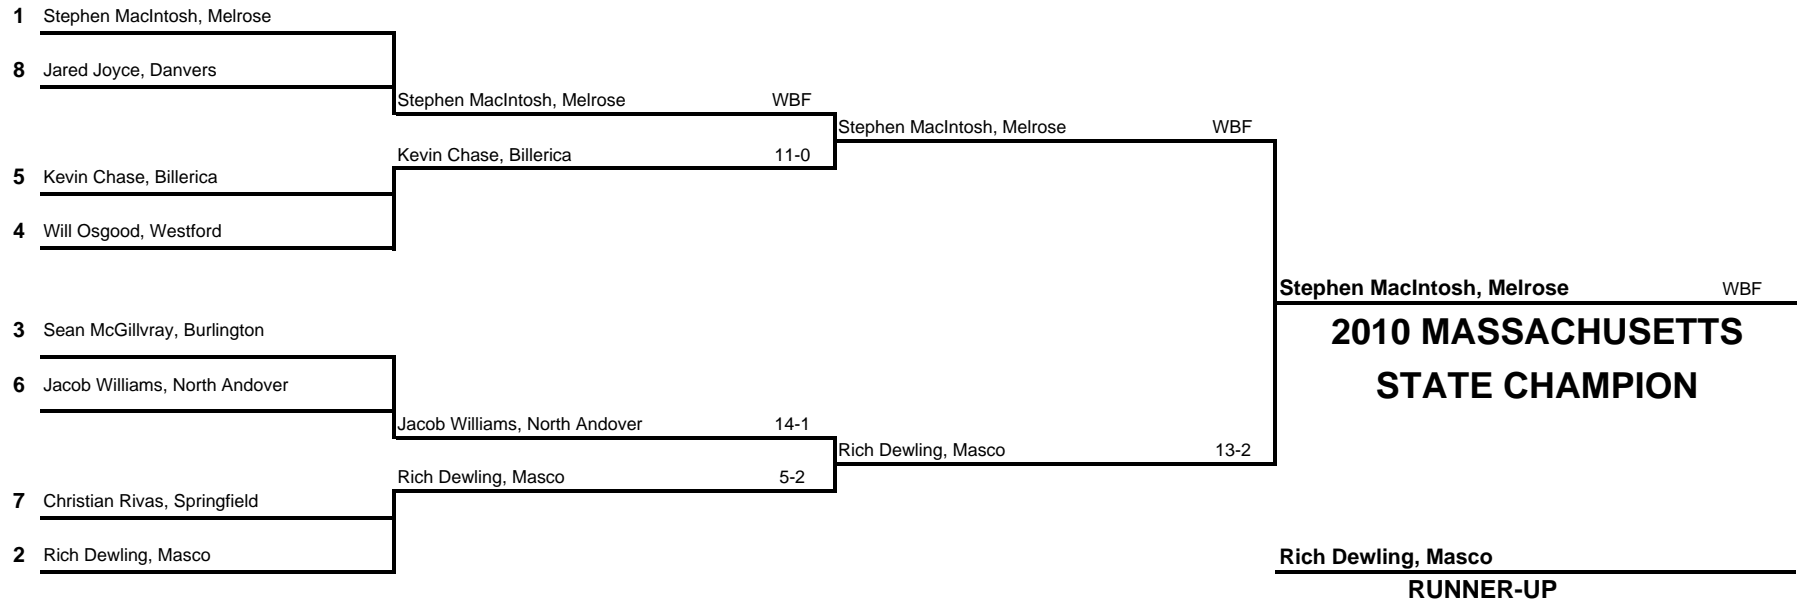 1 Stephen MacIntosh, Melrose
8 Jared Joyce, Danvers
Stephen MacIntosh, Melrose WBF
Stephen MacIntosh, Melrose WBF
Kevin Chase, Billerica 11-0
5 Kevin Chase, Billerica
4 Will Osgood, Westford
Stephen MacIntosh, Melrose WBF
2010 MASSACHUSETTS
STATE CHAMPION
3 Sean McGillvray, Burlington
6 Jacob Williams, North Andover
Jacob Williams, North Andover 14-1
Rich Dewling, Masco 13-2
Rich Dewling, Masco 5-2
7 Christian Rivas, Springfield
2 Rich Dewling, Masco
Rich Dewling, Masco
RUNNER-UP